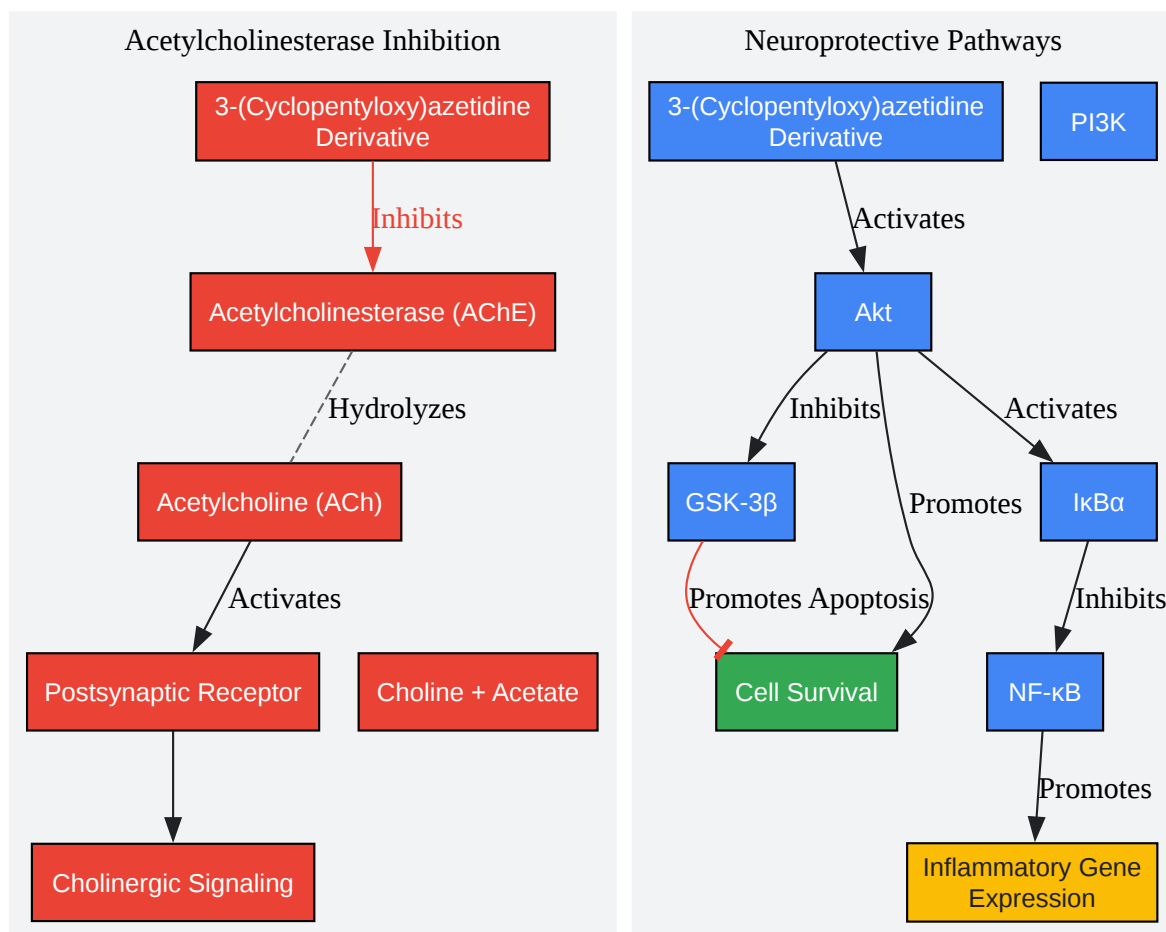 Acetylcholinesterase Inhibition
3-(Cyclopentyloxy)azetidine
Derivative
Inhibits
Acetylcholinesterase (AChE)
Hydrolyzes
Acetylcholine (ACh)
Activates
Postsynaptic Receptor
Choline + Acetate
Cholinergic Signaling
Neuroprotective Pathways
3-(Cyclopentyloxy)azetidine
Derivative
PI3K
Activates
Akt
Inhibits
Activates
GSK-3β
Promotes
IκBα
Promotes Apoptosis
Inhibits
Cell Survival
NF-κB
Promotes
Inflammatory Gene
Expression